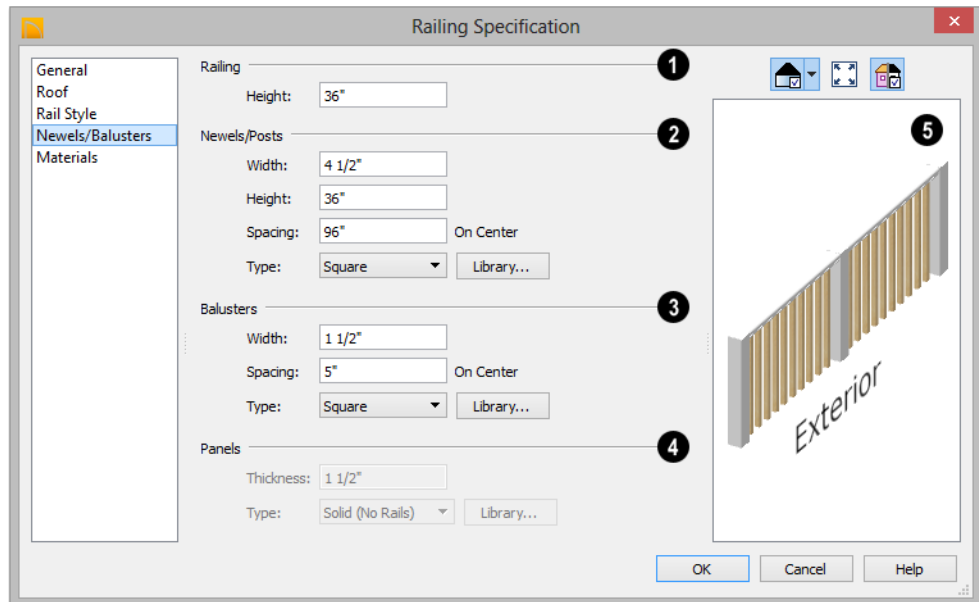 Railing Specification
General
Roof
Rail Style
Newels/Balusters
Materials
Railing 1
Height: 36"
Newels/Posts 2
Width: 4 1/2"
Height: 36"
Spacing: 96" On Center
Type: Square Library...
Balusters 3
Width: 1 1/2"
Spacing: 5" On Center
Type: Square Library...
Panels 4
Thickness: 1 1/2"
Type: Solid (No Rails) Library...
5
Exterior
OK Cancel Help